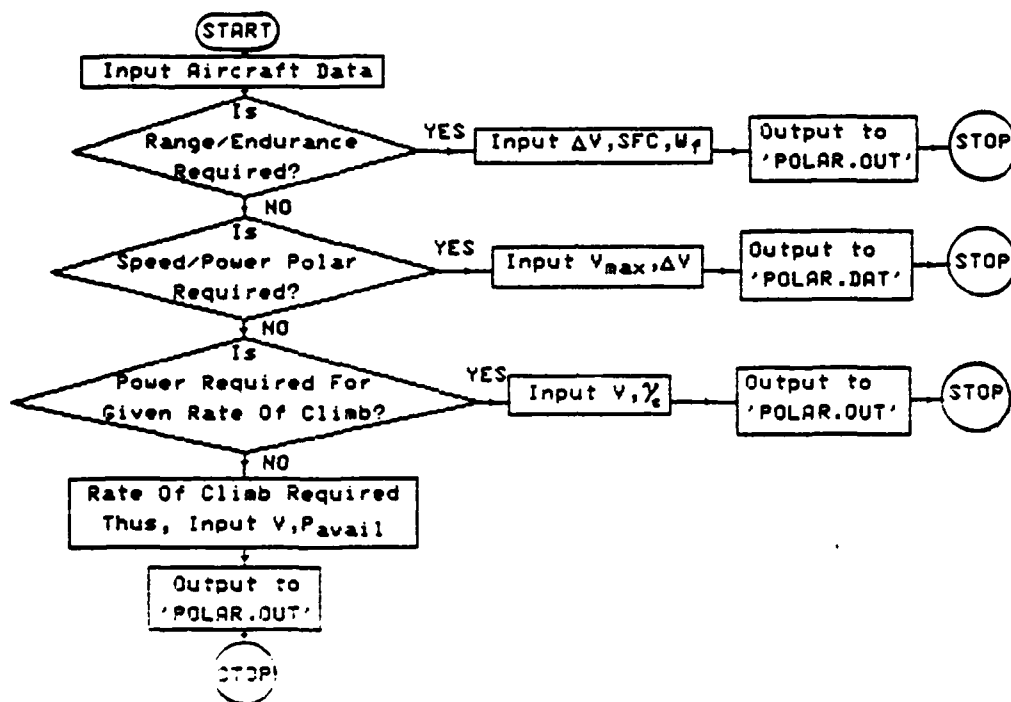 START
Input Aircraft Data
Is
Range/Endurance
Required?
YES
Input ΔV,SFC,W_f
Output to
'POLAR.OUT'
STOP
NO
Is
Speed/Power Polar
Required?
YES
Input V_max,ΔV
Output to
'POLAR.DAT'
STOP
NO
Is
Power Required For
Given Rate Of Climb?
YES
Input V,γ_c
Output to
'POLAR.OUT'
STOP
NO
Rate Of Climb Required
Thus, Input V,P_avail
Output to
'POLAR.OUT'
STOP